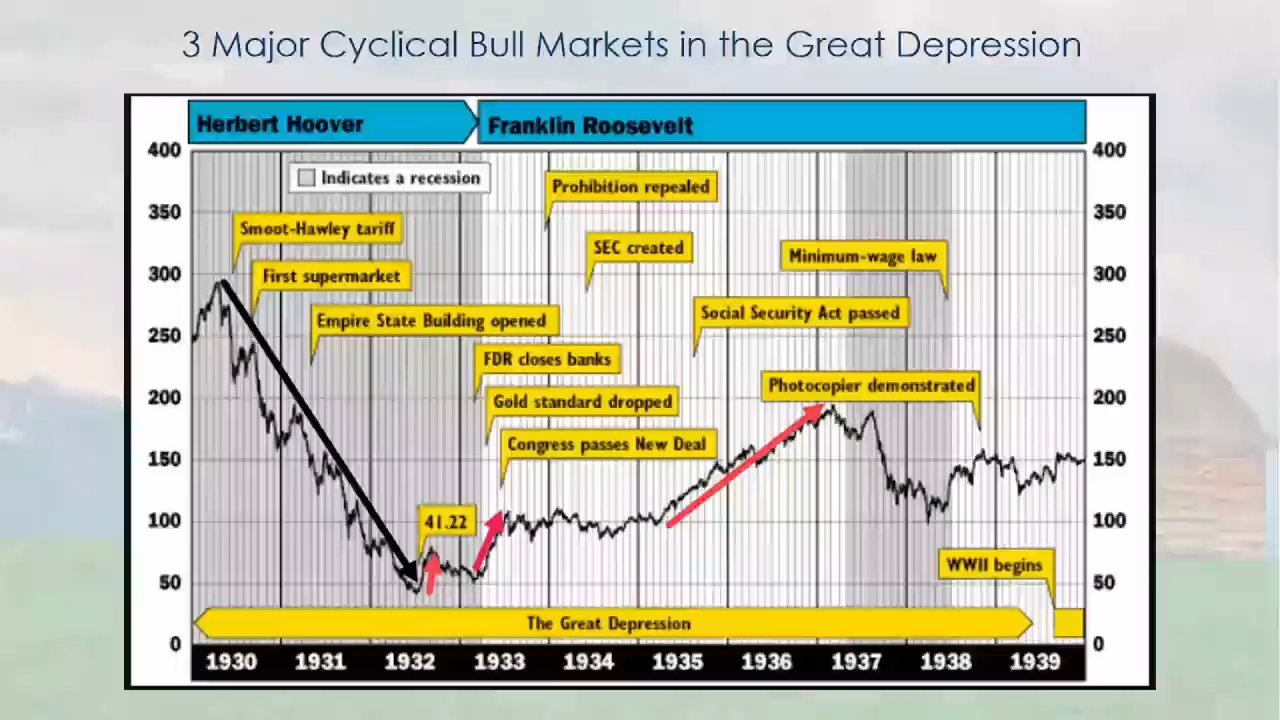 3 Major Cyclical Bull Markets in the Great Depression
Herbert Hoover
Franklin Roosevelt
400
400
Indicates a recession
Prohibition repealed
350
350
Smoot-Hawley tariff
SEC created
Minimum-wage law
300
First supermarket
300
Social Security Act passed
Empire State Building opened
250
250
FDR closes banks
Photocopier demonstrated
200
Gold standard dropped
200
Congress passes New Deal
150
150
100
41.22
100
WWII begins
50
50
The Great Depression
0
0
1930 1931 1932 1933 1934 1935 1936 1937 1938 1939